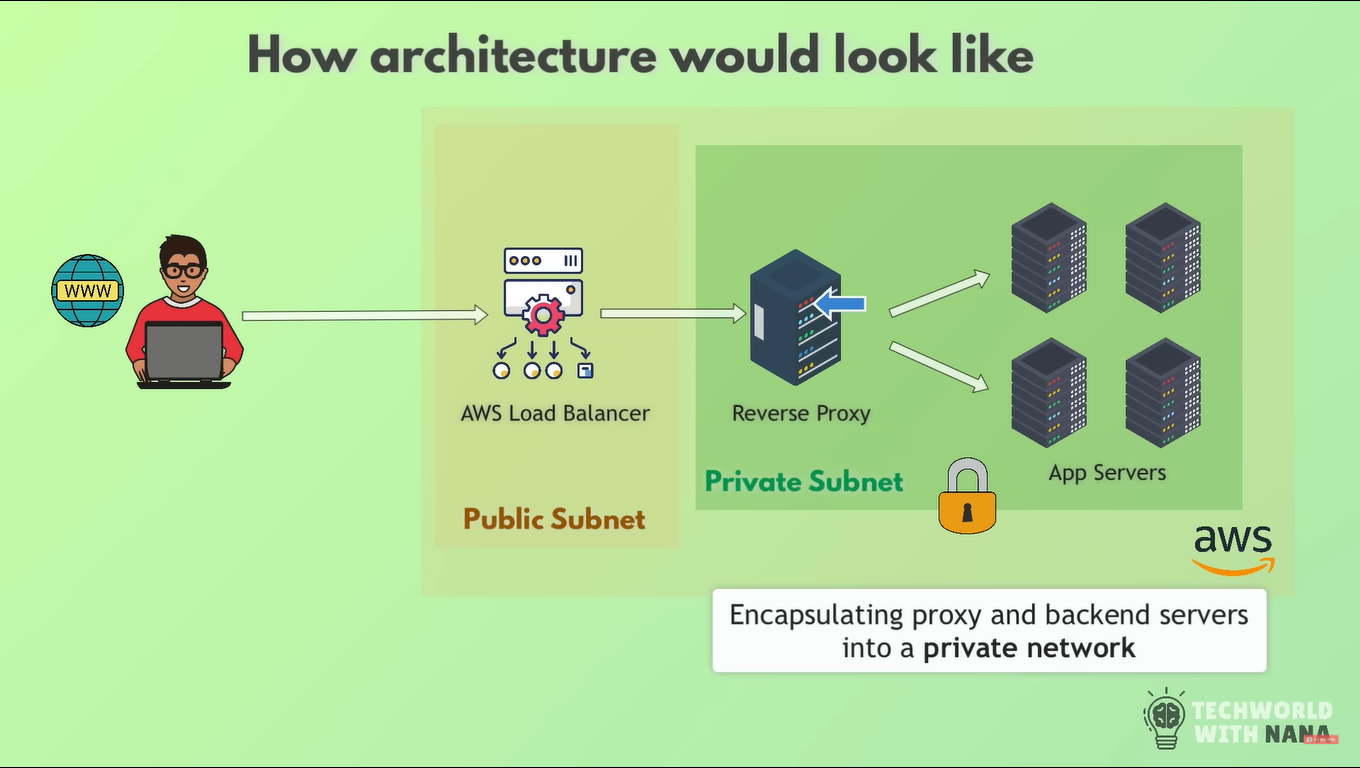 How architecture would look like
WWW
AWS Load Balancer
Public Subnet
Reverse Proxy
Private Subnet
App Servers
aws
Encapsulating proxy and backend servers
into a private network
TECHWORLD
WITH NANA